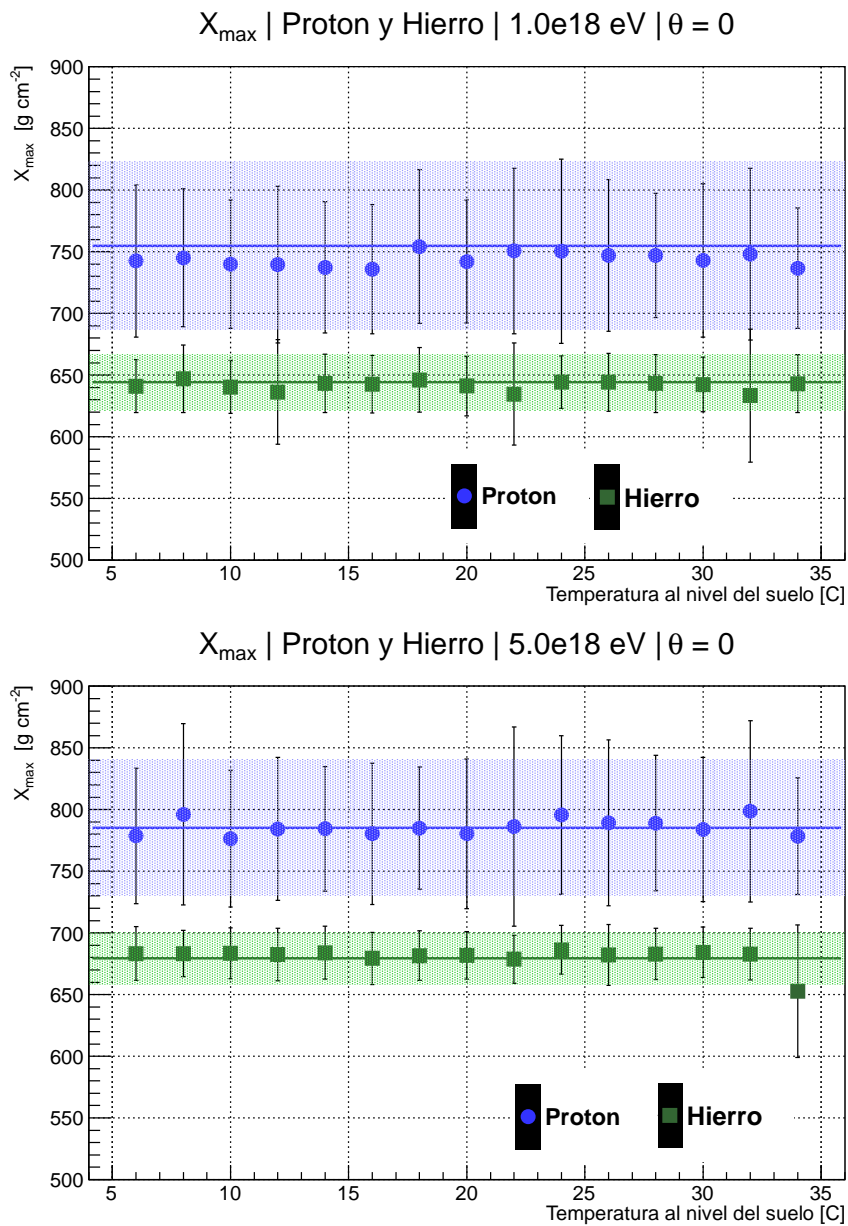 X_max | Proton y Hierro | 1.0e18 eV | θ = 0
X_max [g cm⁻²]
900
850
800
750
700
650
600
550
500
Proton
Hierro
5 10 15 20 25 30 35
Temperatura al nivel del suelo [C]
X_max | Proton y Hierro | 5.0e18 eV | θ = 0
X_max [g cm⁻²]
900
850
800
750
700
650
600
550
500
Proton
Hierro
5 10 15 20 25 30 35
Temperatura al nivel del suelo [C]